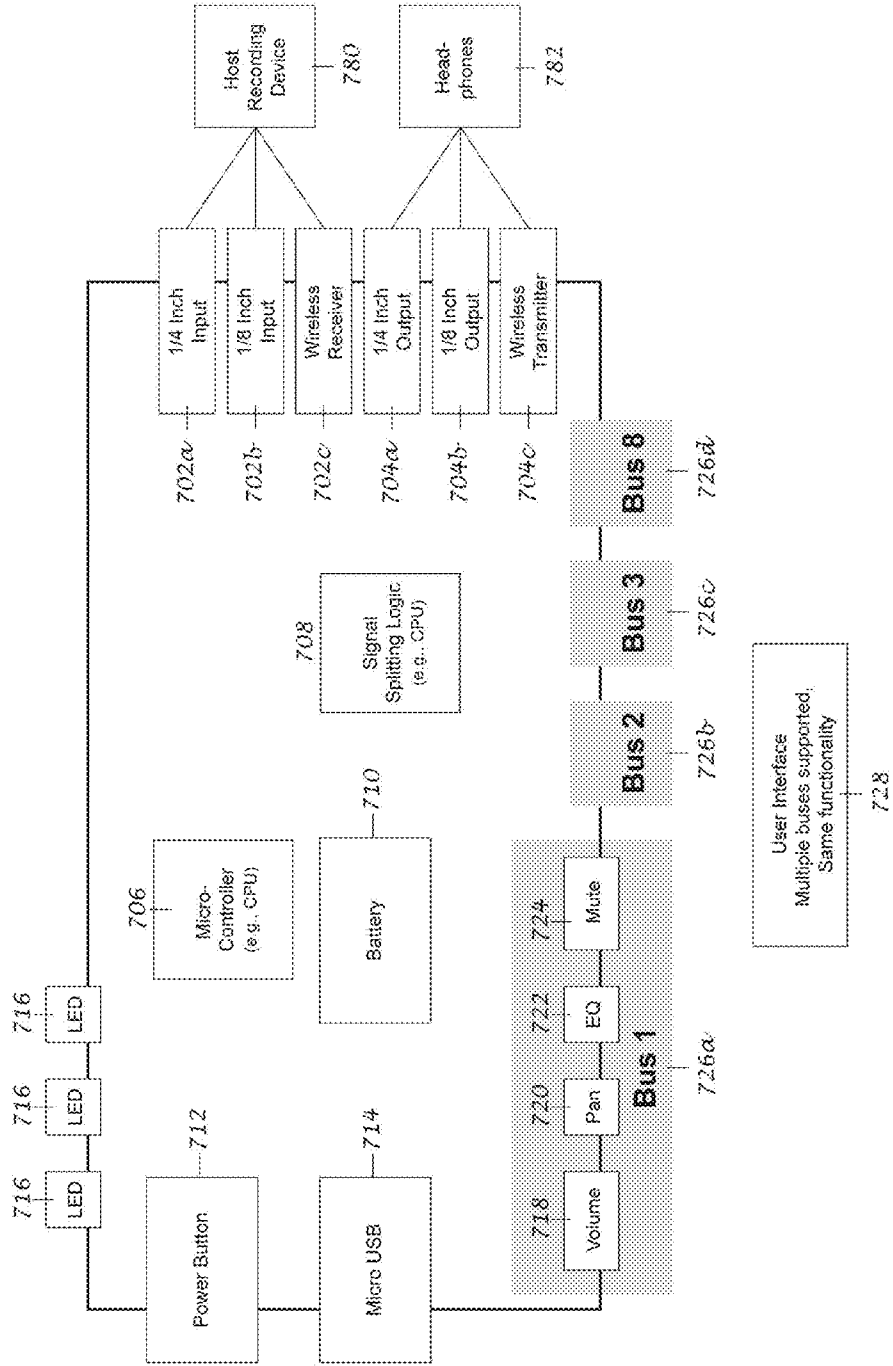 716
716
716
LED
LED
LED
712
Power Button
706
Micro-
Controller
(e.g., CPU)
702a
1/4 Inch
Input
Host
Recording
Device
780
702b
1/8 Inch
Input
714
Micro USB
710
Battery
708
Signal
Splitting Logic
(e.g., CPU)
702c
Wireless
Receiver
704a
1/4 Inch
Output
Head-
phones
782
704b
1/8 Inch
Output
704c
Wireless
Transmitter
718
720
722
724
Volume
Pan
EQ
Mute
Bus 1
Bus 2
Bus 3
Bus 8
726a
726b
726c
726d
User Interface
Multiple buses supported,
Same functionality
728